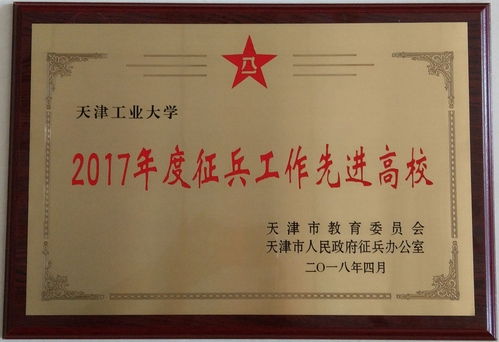 八一
天津工业大学
2017年度征兵工作先进高校
天津市教育委员会
天津市人民政府征兵办公室
二〇一八年四月